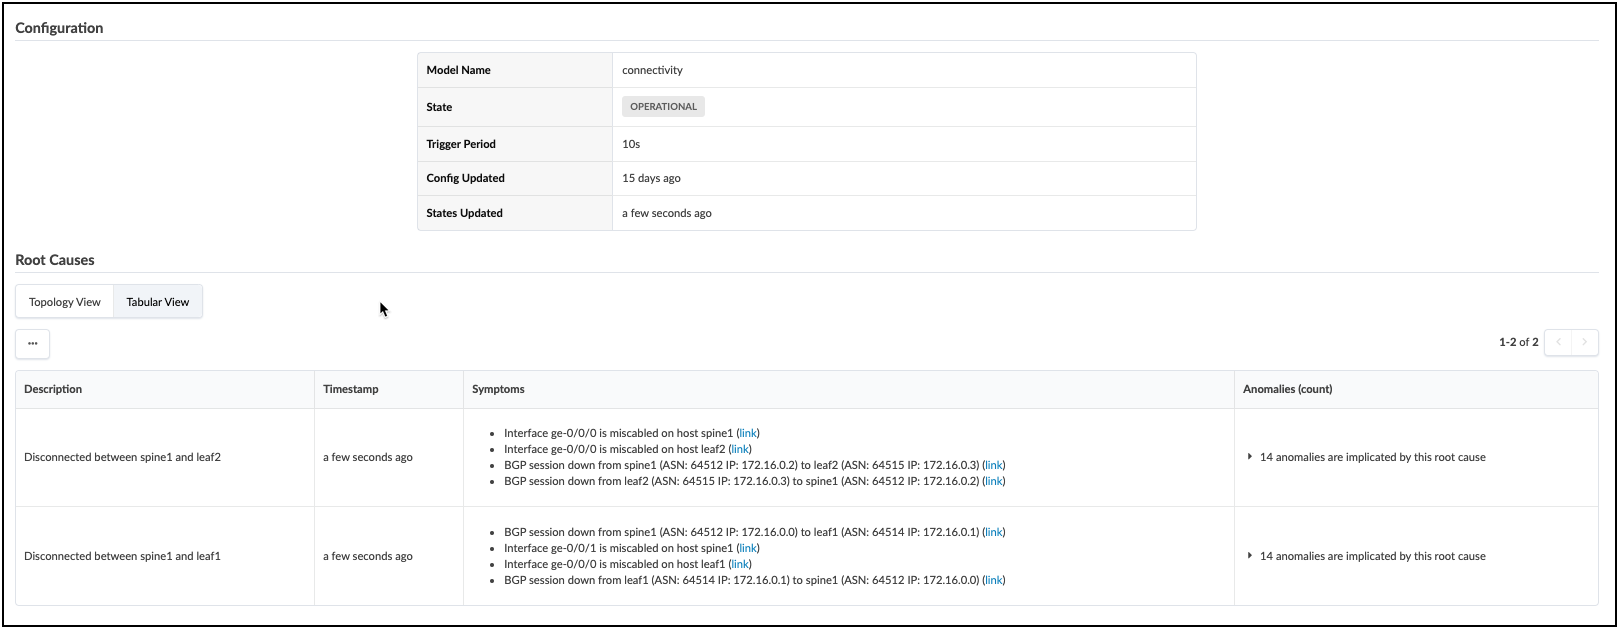 Configuration
Model Name connectivity
State OPERATIONAL
Trigger Period 10s
Config Updated 15 days ago
States Updated a few seconds ago
Root Causes
Topology View Tabular View
...
1-2 of 2
Description Timestamp Symptoms Anomalies (count)
Disconnected between spine1 and leaf2 a few seconds ago
• Interface ge-0/0/0 is miscabled on host spine1 (link)
• Interface ge-0/0/0 is miscabled on host leaf2 (link)
• BGP session down from spine1 (ASN: 64512 IP: 172.16.0.2) to leaf2 (ASN: 64515 IP: 172.16.0.3) (link)
• BGP session down from leaf2 (ASN: 64515 IP: 172.16.0.3) to spine1 (ASN: 64512 IP: 172.16.0.2) (link)
14 anomalies are implicated by this root cause
Disconnected between spine1 and leaf1 a few seconds ago
• BGP session down from spine1 (ASN: 64512 IP: 172.16.0.0) to leaf1 (ASN: 64514 IP: 172.16.0.1) (link)
• Interface ge-0/0/1 is miscabled on host spine1 (link)
• Interface ge-0/0/0 is miscabled on host leaf1 (link)
• BGP session down from leaf1 (ASN: 64514 IP: 172.16.0.1) to spine1 (ASN: 64512 IP: 172.16.0.0) (link)
14 anomalies are implicated by this root cause